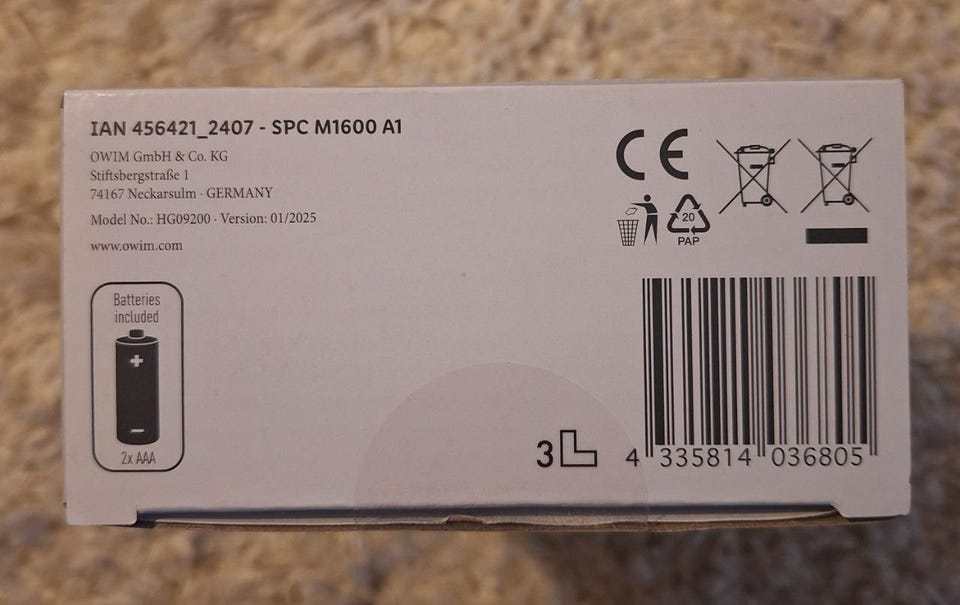 IAN 456421_2407 - SPC M1600 A1
OWIM GmbH & Co. KG
Stiftsbergstraße 1
74167 Neckarsulm · GERMANY
Model No.: HG09200 · Version: 01/2025
www.owim.com
CE
20
PAP
Batteries
included
+
-
2x AAA
3L
4 335814 036805